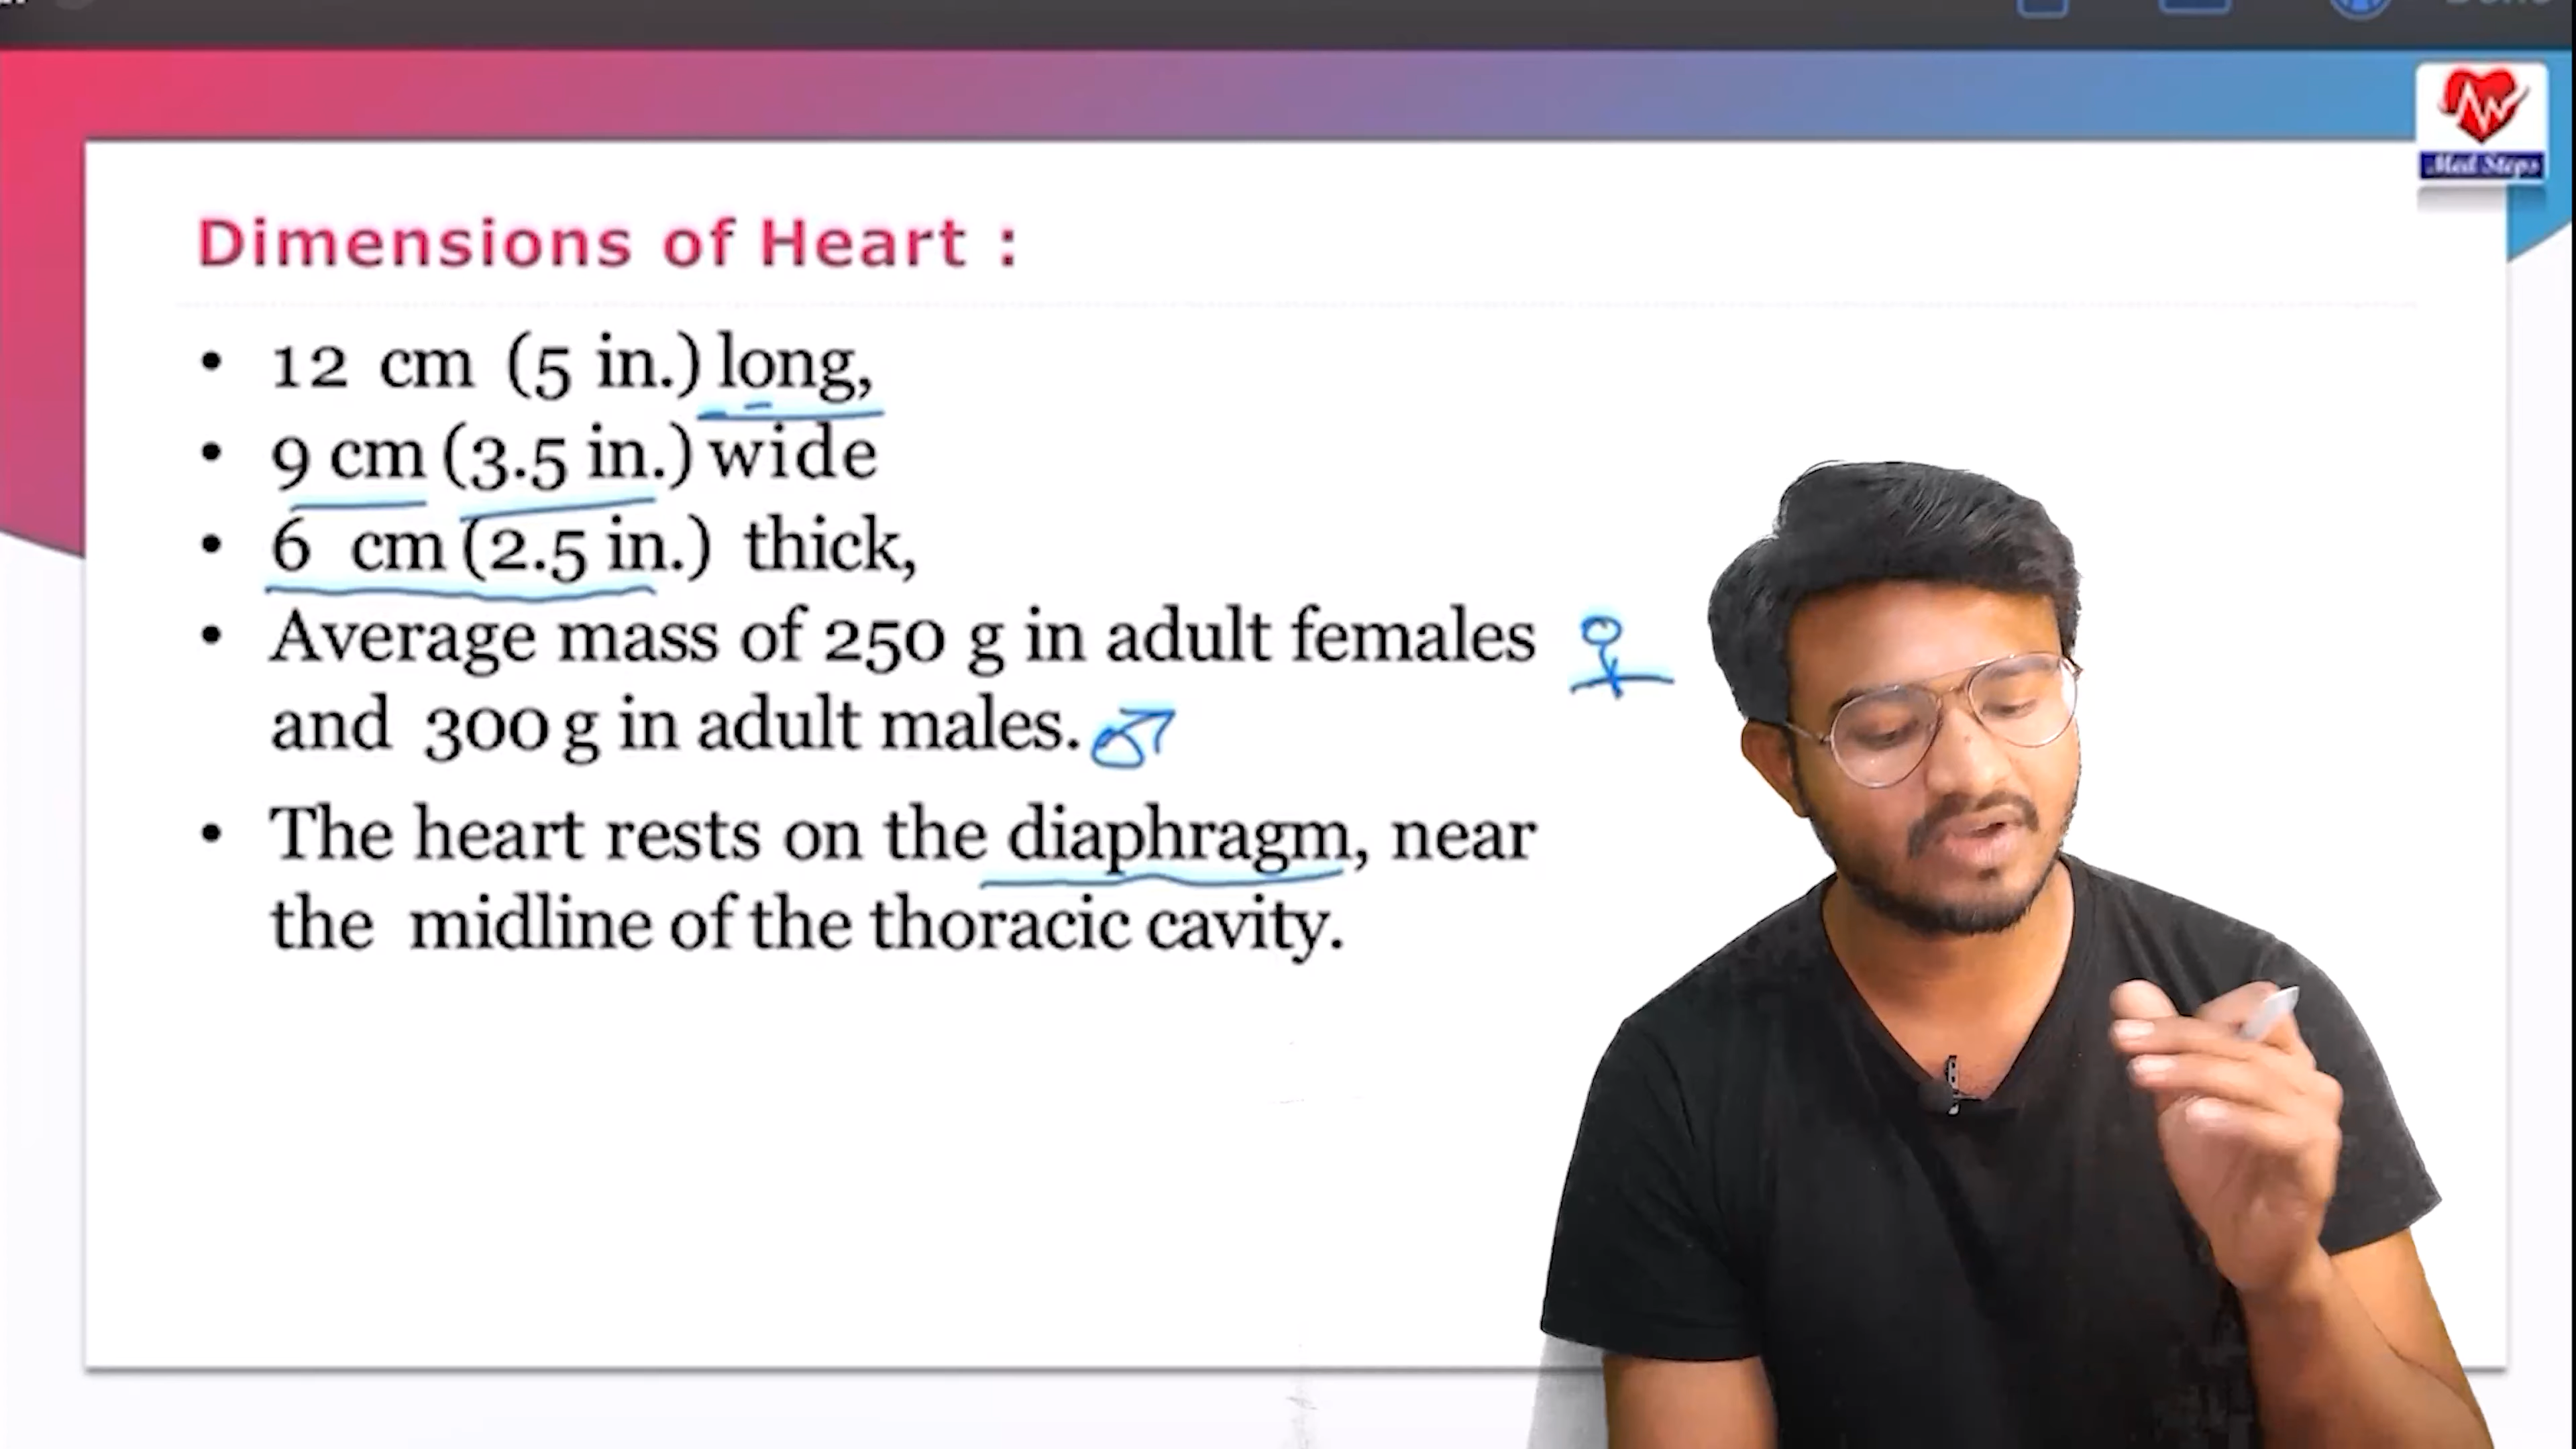 Med Steps
Dimensions of Heart :
• 12 cm (5 in.) long,
• 9 cm (3.5 in.) wide
• 6 cm (2.5 in.) thick,
• Average mass of 250 g in adult females ♀
and 300 g in adult males. ♂
• The heart rests on the diaphragm, near
the midline of the thoracic cavity.